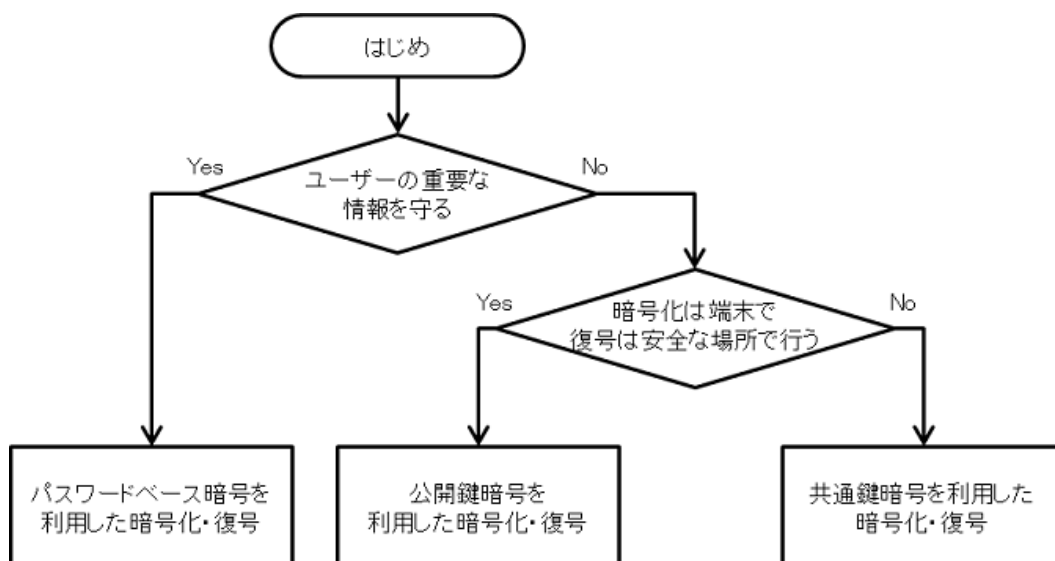 はじめ
Yes
No
ユーザーの重要な
情報を守る
Yes
No
暗号化は端末で
復号は安全な場所で行う
パスワードベース暗号を
利用した暗号化・復号
公開鍵暗号を
利用した暗号化・復号
共通鍵暗号を利用した
暗号化・復号